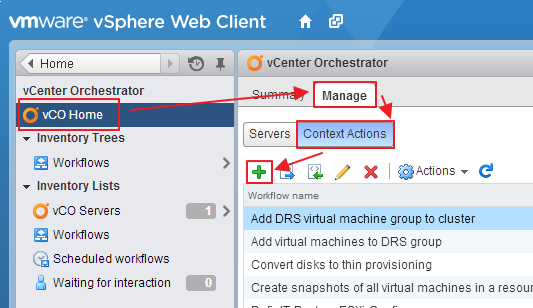 vmware® vSphere Web Client
Home
vCenter Orchestrator
vCO Home
Inventory Trees
Workflows
Inventory Lists
vCO Servers 1
Workflows
Scheduled workflows
Waiting for interaction 0
vCenter Orchestrator
Summary Manage
Servers Context Actions
Actions
Workflow name
Add DRS virtual machine group to cluster
Add virtual machines to DRS group
Convert disks to thin provisioning
Create snapshots of all virtual machines in a resour